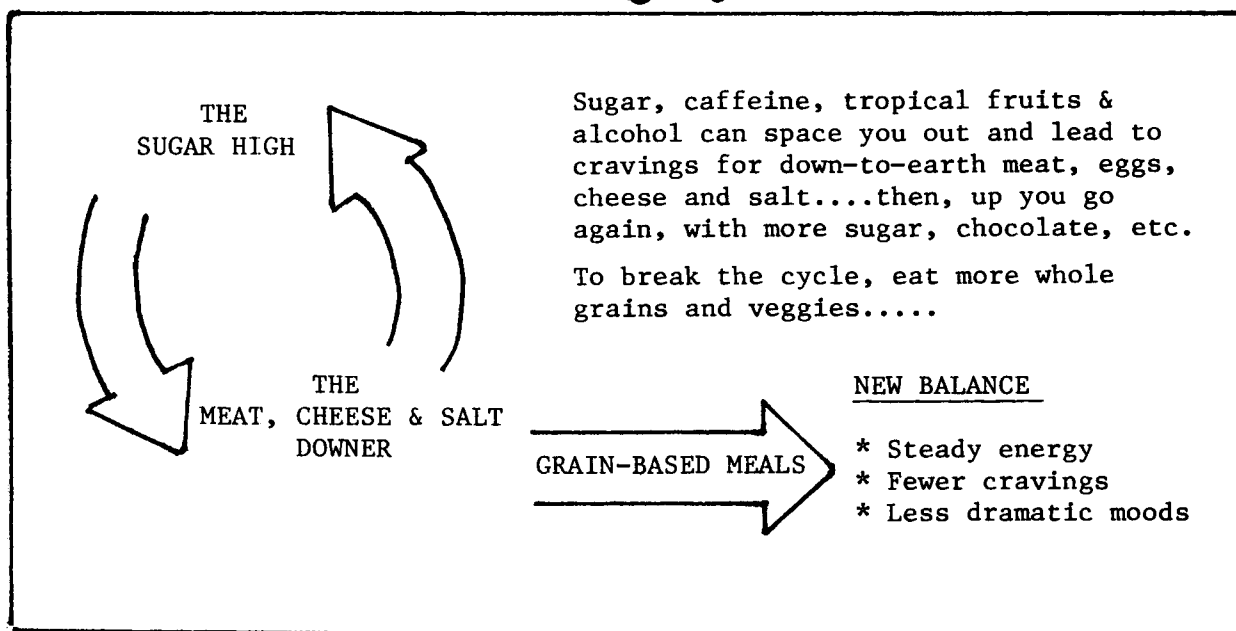 THE
SUGAR HIGH
Sugar, caffeine, tropical fruits &
alcohol can space you out and lead to
cravings for down-to-earth meat, eggs,
cheese and salt....then, up you go
again, with more sugar, chocolate, etc.
To break the cycle, eat more whole
grains and veggies.....
THE
MEAT, CHEESE & SALT
DOWNER
GRAIN-BASED MEALS
NEW BALANCE
* Steady energy
* Fewer cravings
* Less dramatic moods